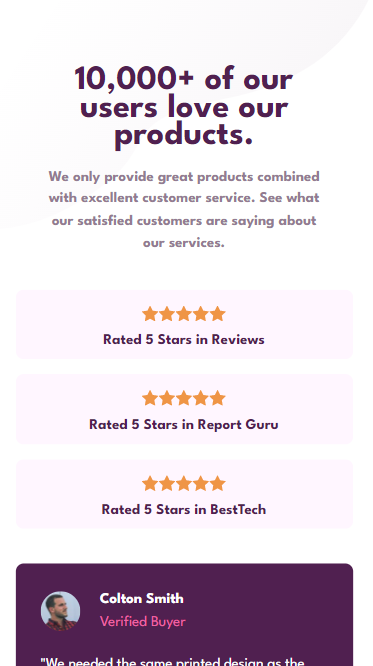 10,000+ of our
users love our
products.
We only provide great products combined
with excellent customer service. See what
our satisfied customers are saying about
our services.
Rated 5 Stars in Reviews
Rated 5 Stars in Report Guru
Rated 5 Stars in BestTech
Colton Smith
Verified Buyer
"We needed the same printed design as the